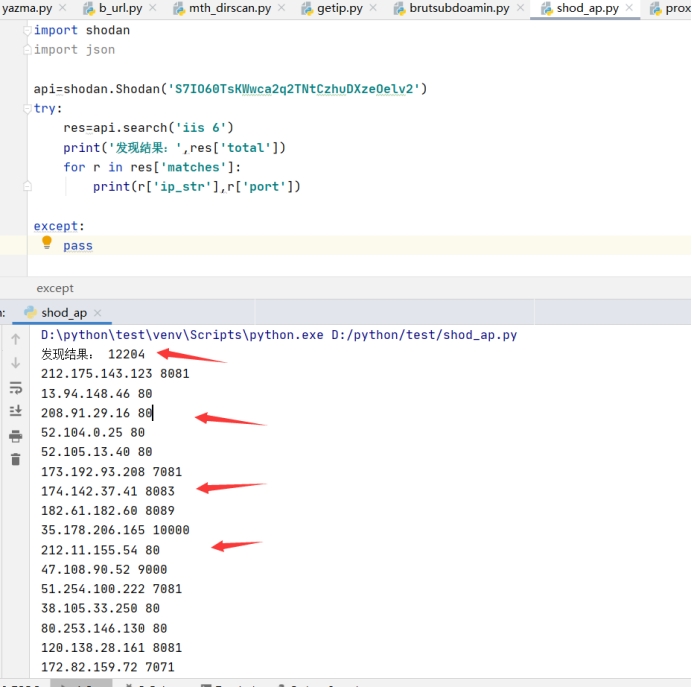 yazma.py × b_url.py × mth_dirscan.py × getip.py × brutsubdoamin.py × shod_ap.py × prox
import shodan
import json
api=shodan.Shodan('S7IO60TsKWwca2q2TNtCzhuDXzeOelv2')
try:
res=api.search('iis 6')
print('发现结果：',res['total'])
for r in res['matches']:
print(r['ip_str'],r['port'])
except:
pass
except
shod_ap ×
D:\python\test\venv\Scripts\python.exe D:/python/test/shod_ap.py
发现结果： 12204
212.175.143.123 8081
13.94.148.46 80
208.91.29.16 80
52.104.0.25 80
52.105.13.40 80
173.192.93.208 7081
174.142.37.41 8083
182.61.182.60 8089
35.178.206.165 10000
212.11.155.54 80
47.108.90.52 9000
51.254.100.222 7081
38.105.33.250 80
80.253.146.130 80
120.138.28.161 8081
172.82.159.72 7071